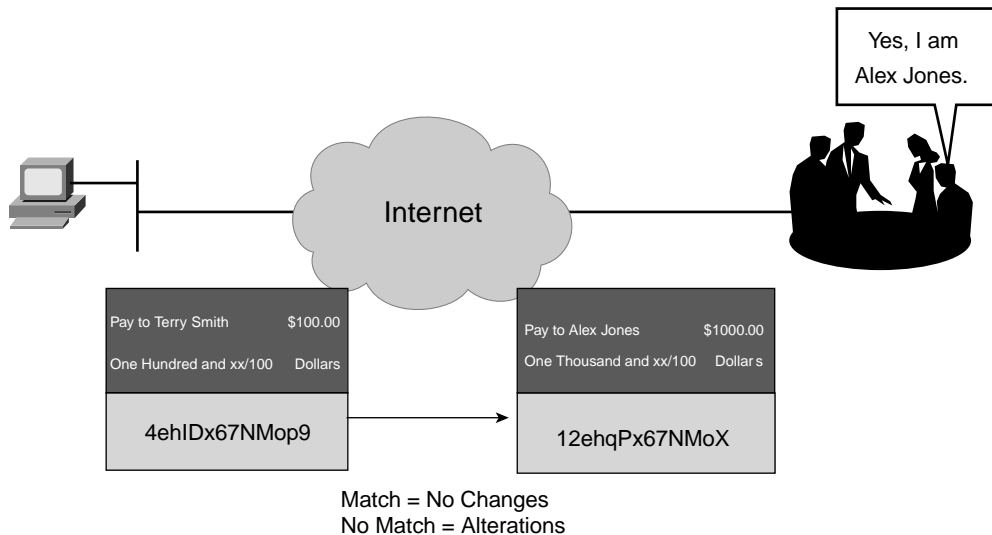 Yes, I am
Alex Jones.
Internet
Pay to Terry Smith $100.00
One Hundred and xx/100 Dollars
4ehIDx67NMop9
Pay to Alex Jones $1000.00
One Thousand and xx/100 Dollars
12ehqPx67NMoX
Match = No Changes
No Match = Alterations